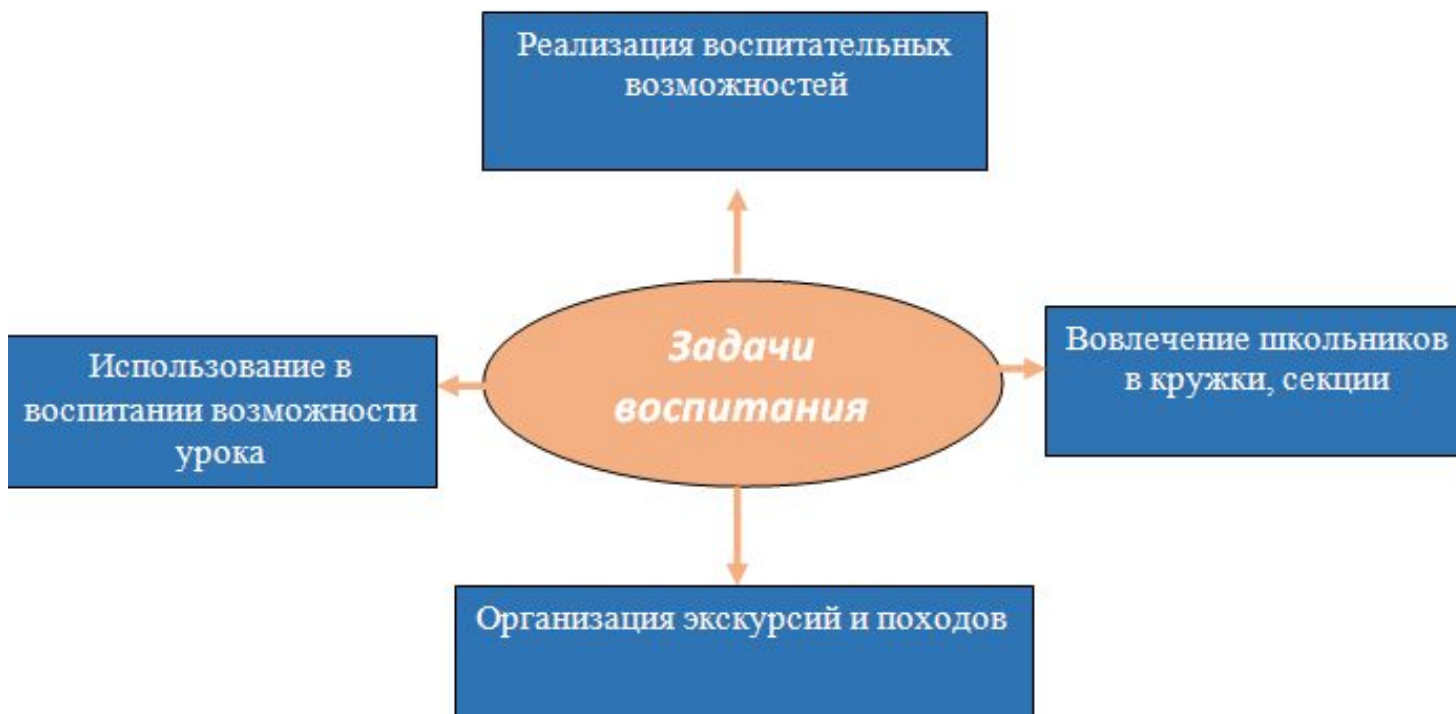 Реализация воспитательных
возможностей
Задачи
воспитания
Использование в
воспитании возможности
урока
Вовлечение школьников
в кружки, секции
Организация экскурсий и походов